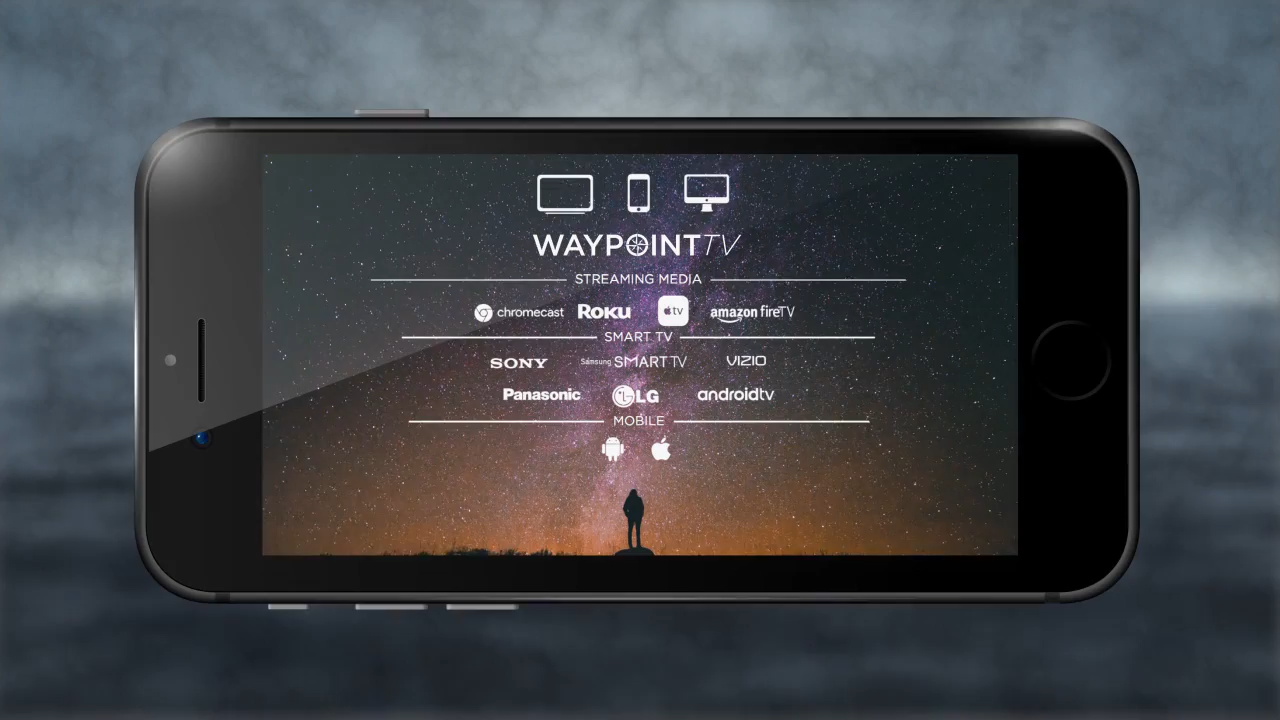 WAYPOINTTV
STREAMING MEDIA
chromecast ROKU tv amazon fireTV
SMART TV
SONY Samsung SMART TV VIZIO
Panasonic LG androidtv
MOBILE